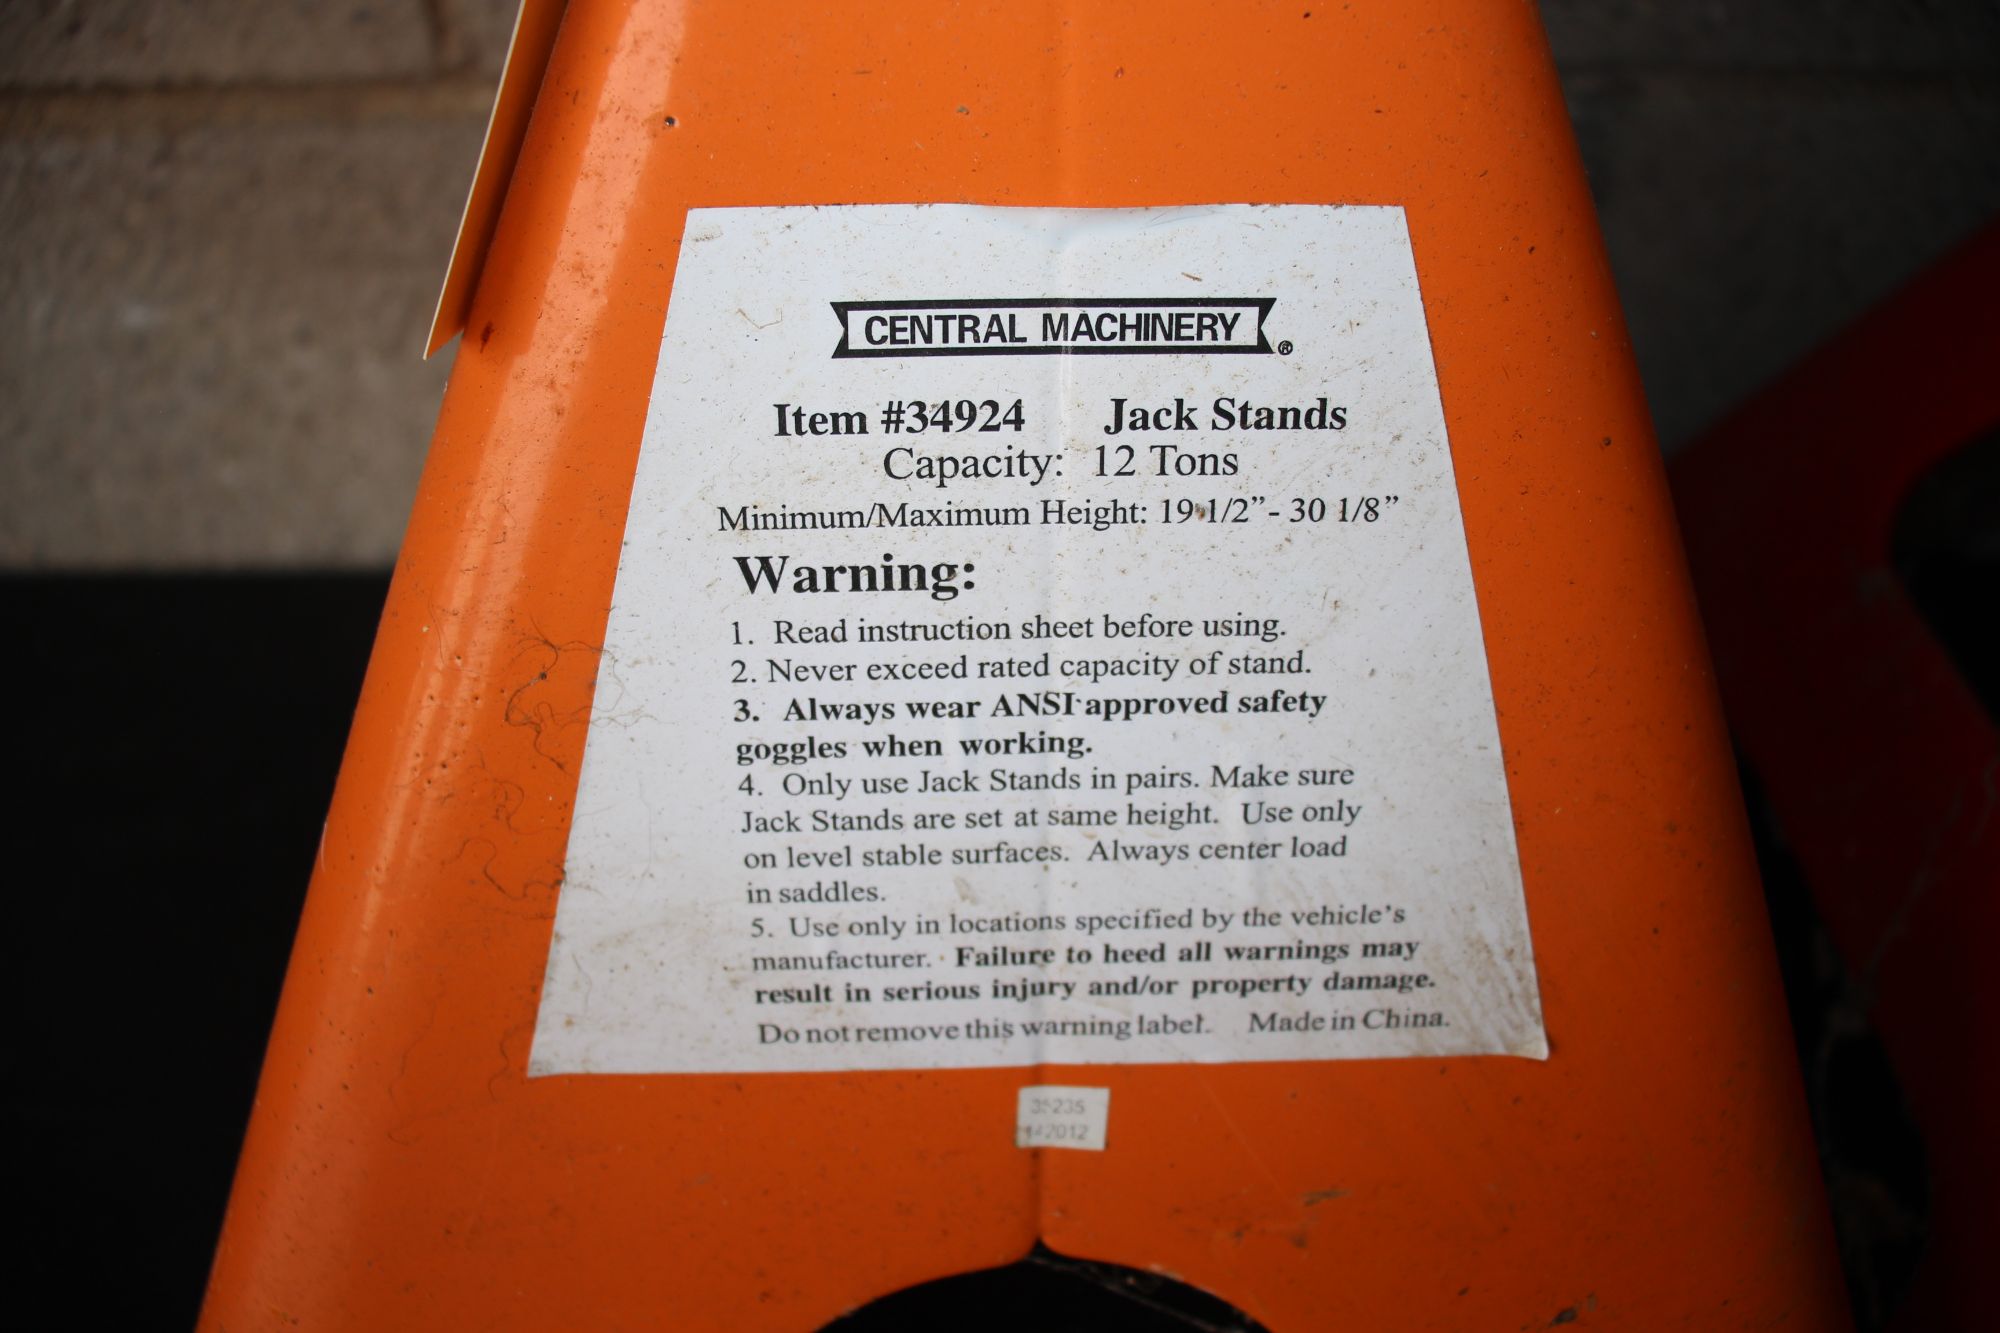 CENTRAL MACHINERY®
Item #34924 Jack Stands
Capacity: 12 Tons
Minimum/Maximum Height: 19 1/2” - 30 1/8”
Warning:
1. Read instruction sheet before using.
2. Never exceed rated capacity of stand.
3. Always wear ANSI approved safety
goggles when working.
4. Only use Jack Stands in pairs. Make sure
Jack Stands are set at same height. Use only
on level stable surfaces. Always center load
in saddles.
5. Use only in locations specified by the vehicle’s
manufacturer. Failure to heed all warnings may
result in serious injury and/or property damage.
Do not remove this warning label. Made in China.